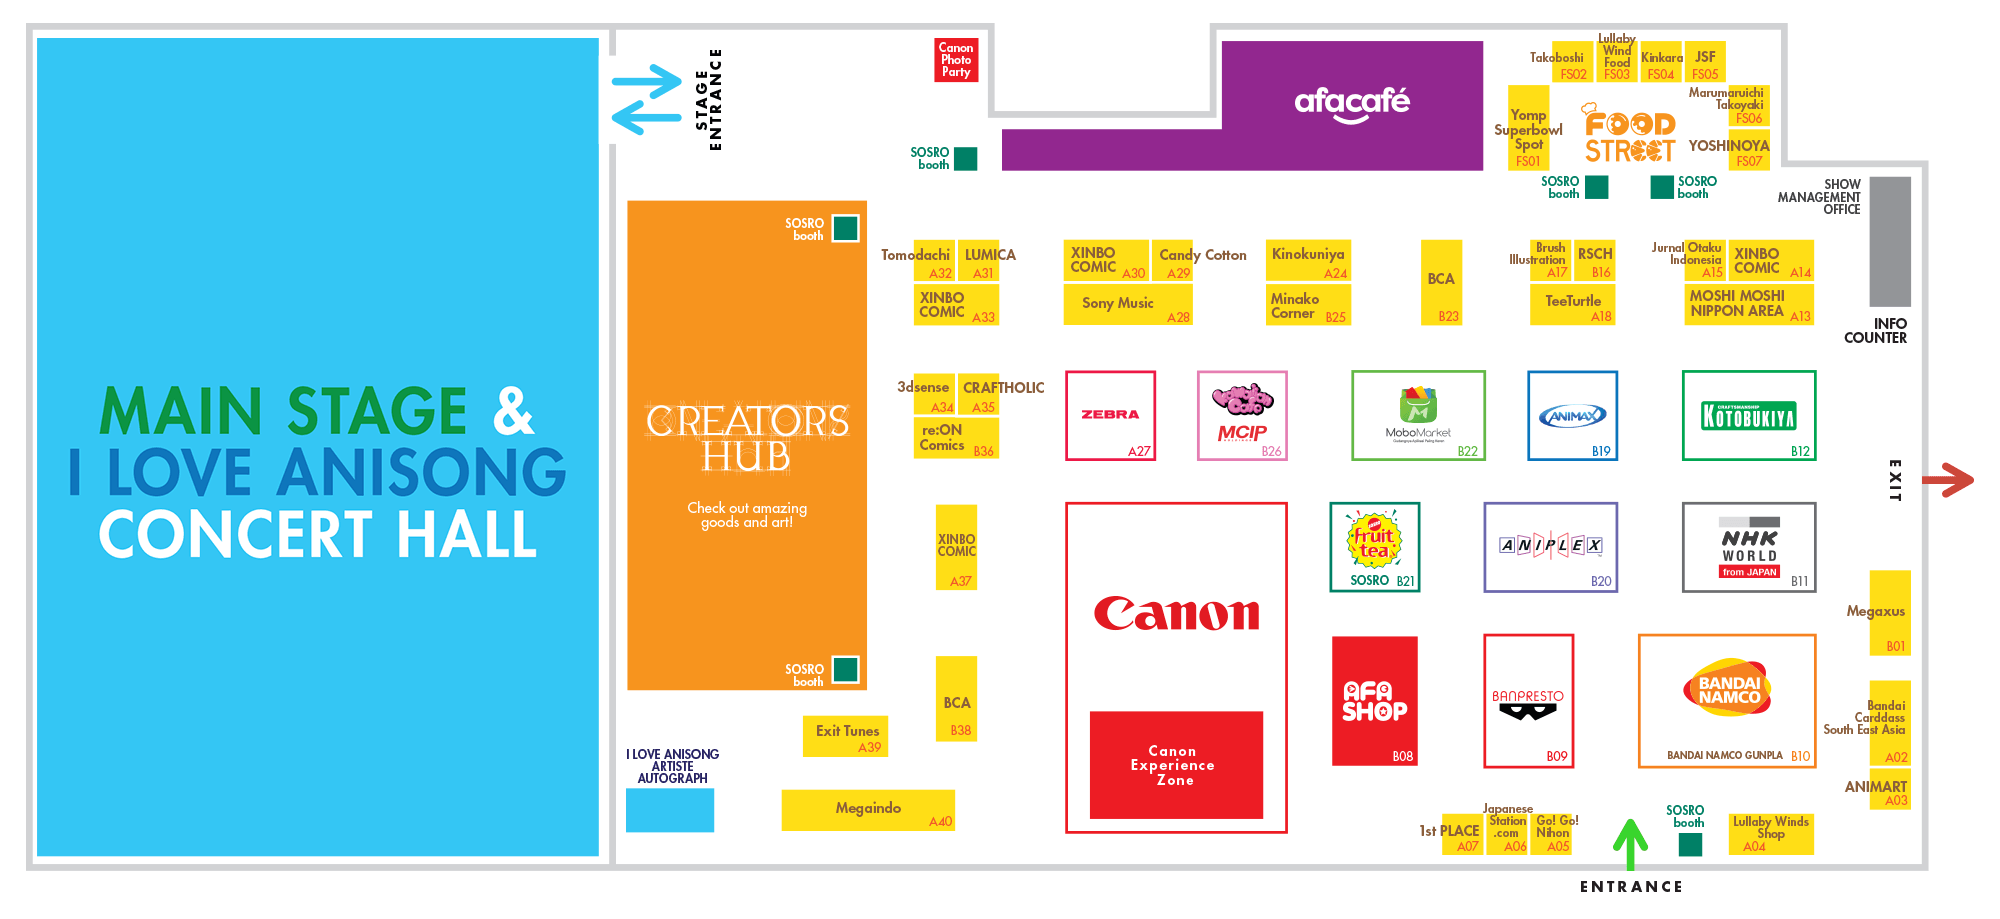 MAIN STAGE &
I LOVE ANISONG
CONCERT HALL
STAGE
ENTRANCE
Canon
Photo
Party
SOSRO
booth
afacafé
Takoboshi
FS02
Lullaby
Wind
Food
FS03
Kinkara
FS04
JSF
FS05
Yomp
Superbowl
Spot
FS01
FOOD
STREET
Marumaruichi
Takoyaki
FS06
YOSHINOYA
FS07
SOSRO
booth
SOSRO
booth
SHOW
MANAGEMENT
OFFICE
INFO
COUNTER
SOSRO
booth
CREATORS
HUB
Check out amazing
goods and art!
SOSRO
booth
Tomodachi
A32
LUMICA
A31
XINBO
COMIC
A33
XINBO
COMIC
A30
Candy Cotton
A29
Sony Music
A28
Kinokuniya
A24
Minako
Corner
B25
BCA
B23
Brush
Illustration
A17
RSCH
B16
TeeTurtle
A18
Jurnal Otaku
Indonesia
A15
XINBO
COMIC
A14
MOSHI MOSHI
NIPPON AREA
A13
3dsense
A34
CRAFTHOLIC
A35
re:ON
Comics
B36
ZEBRA
A27
MCIP
HOLDINGS
B26
MoboMarket
B22
ANIMAX
B19
CRAFTSMANSHIP
KOTOBUKIYA
B12
EXIT
XINBO
COMIC
A37
Canon
Canon
Experience
Zone
fruit
tea
SOSRO B21
ANIPLEX
B20
NHK
WORLD
from JAPAN
B11
Megaxus
B01
BCA
B38
AFA
SHOP
B08
BANPRESTO
B09
BANDAI
NAMCO
BANDAI NAMCO GUNPLA B10
Bandai
Carddass
South East Asia
A02
ANIMART
A03
Exit Tunes
A39
I LOVE ANISONG
ARTISTE
AUTOGRAPH
Megaindo
A40
1st PLACE
A07
Japanese
Station
.com
A06
Go! Go!
Nihon
A05
SOSRO
booth
Lullaby Winds
Shop
A04
ENTRANCE